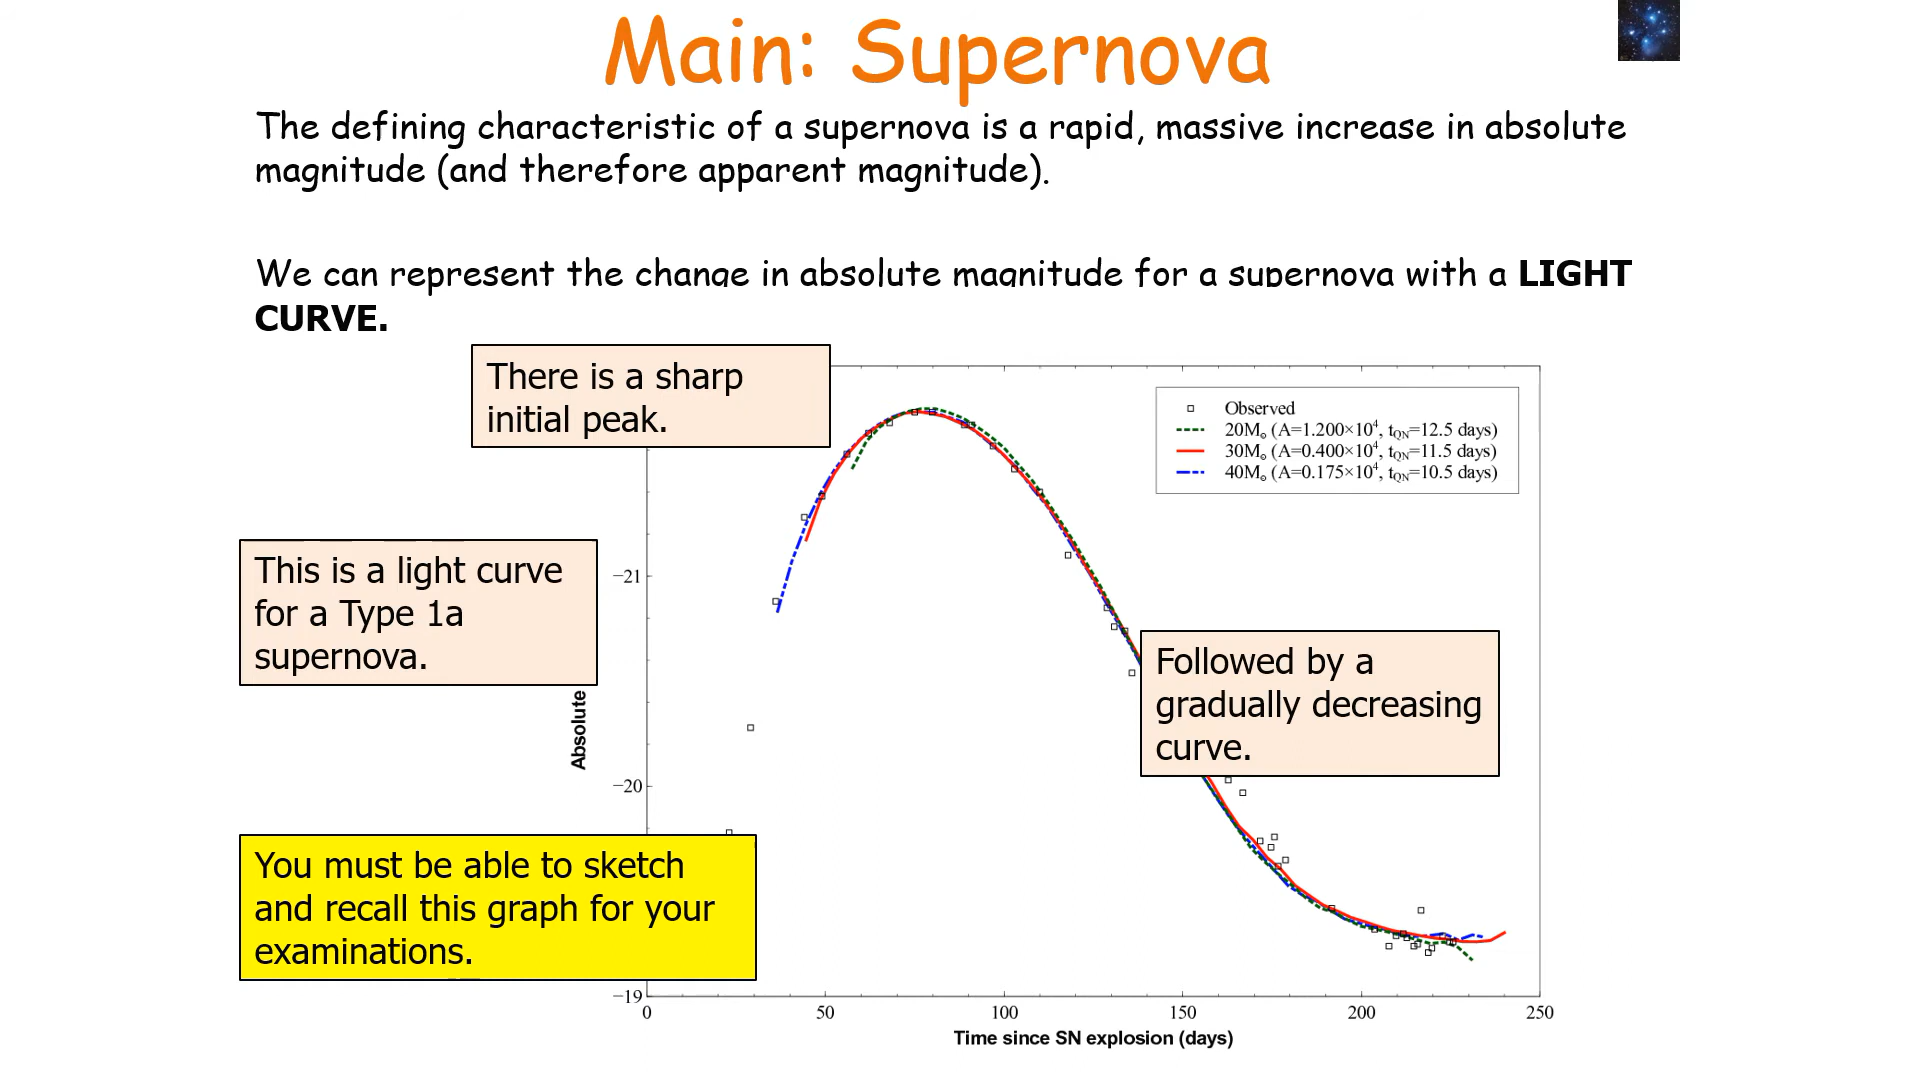 Main: Supernova
The defining characteristic of a supernova is a rapid, massive increase in absolute
magnitude (and therefore apparent magnitude).
We can represent the change in absolute magnitude for a supernova with a LIGHT
CURVE.
There is a sharp
initial peak.
Observed
20M⊙ (A=1.200×10⁴, tQN=12.5 days)
30M⊙ (A=0.400×10⁴, tQN=11.5 days)
40M⊙ (A=0.175×10⁴, tQN=10.5 days)
This is a light curve
for a Type 1a
supernova.
−21
Followed by a
gradually decreasing
curve.
Absolute
−20
You must be able to sketch
and recall this graph for your
examinations.
−19
0 50 100 150 200 250
Time since SN explosion (days)